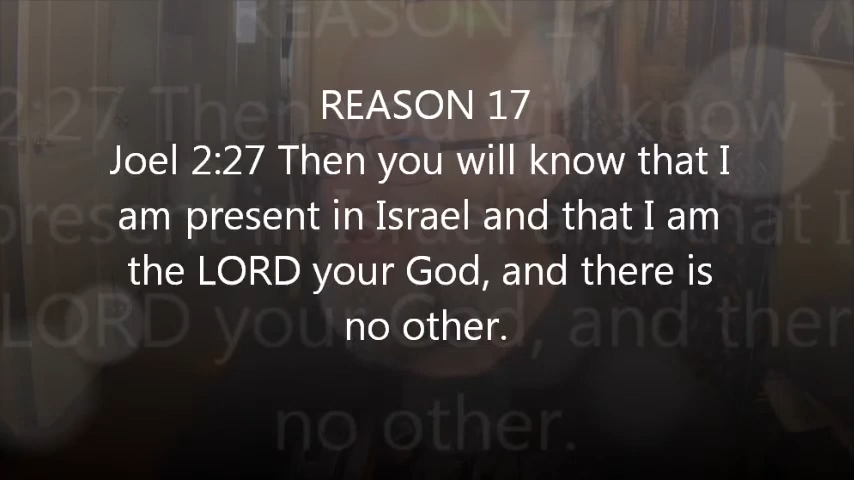 REASON 17
Joel 2:27 Then you will know that I
am present in Israel and that I am
the LORD your God, and there is
no other.